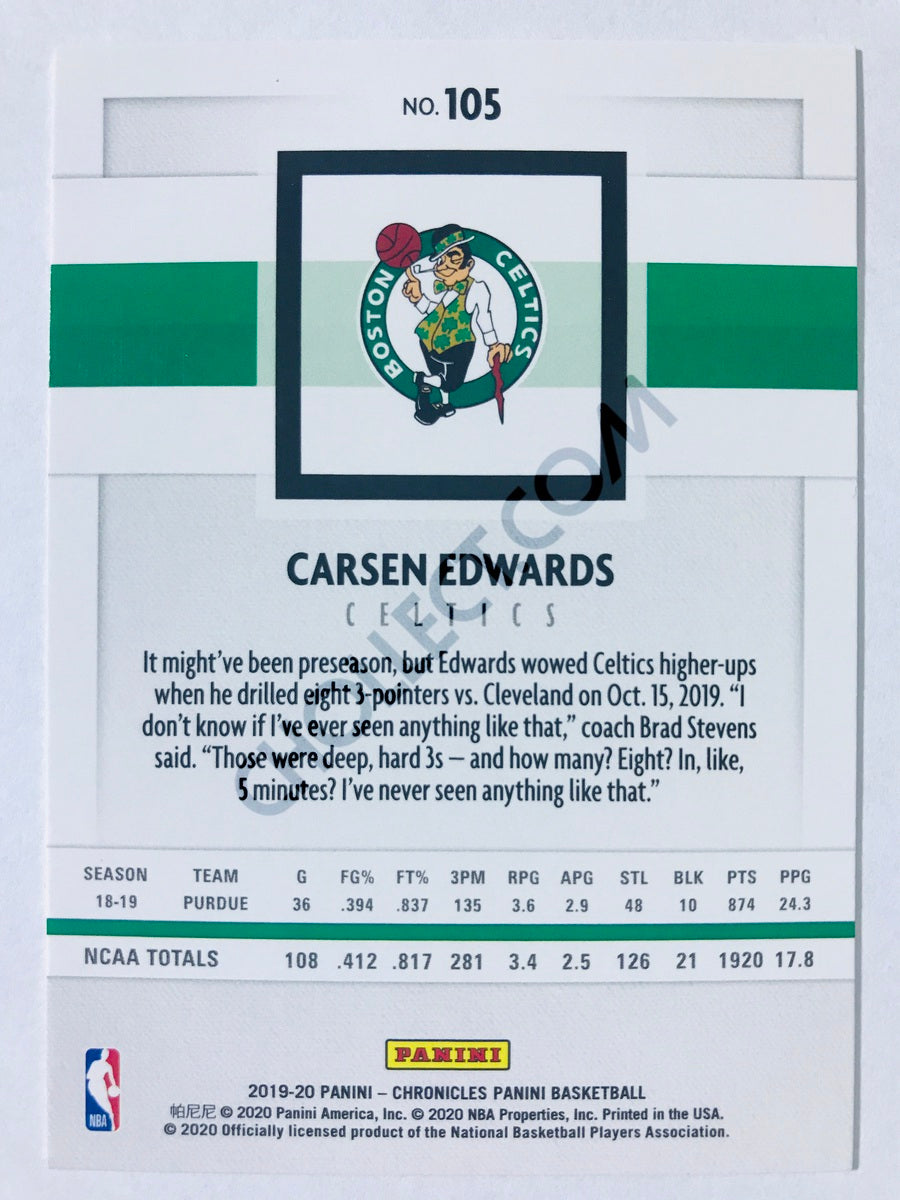 NO. 105
BOSTON CELTICS
CARSEN EDWARDS
CELTICS
It might've been preseason, but Edwards wowed Celtics higher-ups
when he drilled eight 3-pointers vs. Cleveland on Oct. 15, 2019. “I
don't know if I've ever seen anything like that,” coach Brad Stevens
said. “Those were deep, hard 3s — and how many? Eight? In, like,
5 minutes? I've never seen anything like that.”
CHOLLECT.COM
SEASON TEAM G FG% FT% 3PM RPG APG STL BLK PTS PPG
18-19 PURDUE 36 .394 .837 135 3.6 2.9 48 10 874 24.3
NCAA TOTALS 108 .412 .817 281 3.4 2.5 126 21 1920 17.8
PANINI
NBA
2019-20 PANINI – CHRONICLES PANINI BASKETBALL
帕尼尼 © 2020 Panini America, Inc. © 2020 NBA Properties, Inc. Printed in the USA.
© 2020 Officially licensed product of the National Basketball Players Association.